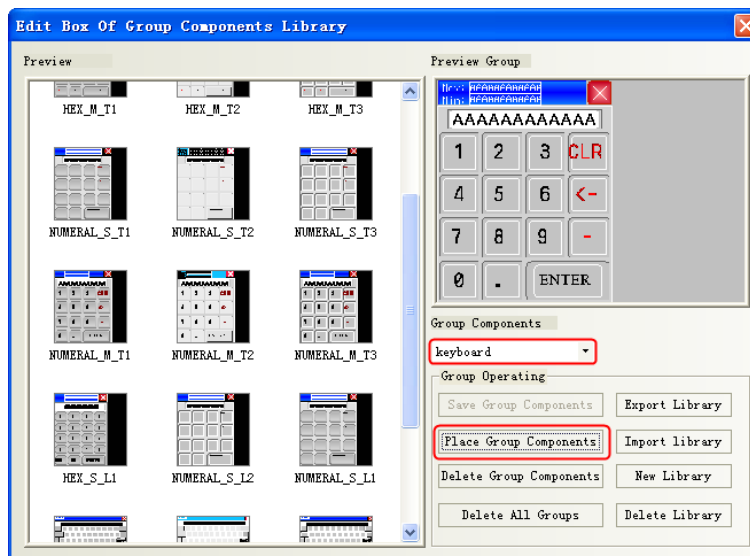 Edit Box Of Group Components Library
Preview
HEX_M_T1 HEX_M_T2 HEX_M_T3
NUMERAL_S_T1 NUMERAL_S_T2 NUMERAL_S_T3
NUMERAL_M_T1 NUMERAL_M_T2 NUMERAL_M_T3
HEX_S_L1 NUMERAL_S_L2 NUMERAL_S_L1
Preview Group
AAAAAAAAAAAA
1 2 3 CLR
4 5 6 <-
7 8 9 -
0 . ENTER
Group Components
keyboard
Group Operating
Save Group Components Export Library
Place Group Components Import library
Delete Group Components New Library
Delete All Groups Delete Library